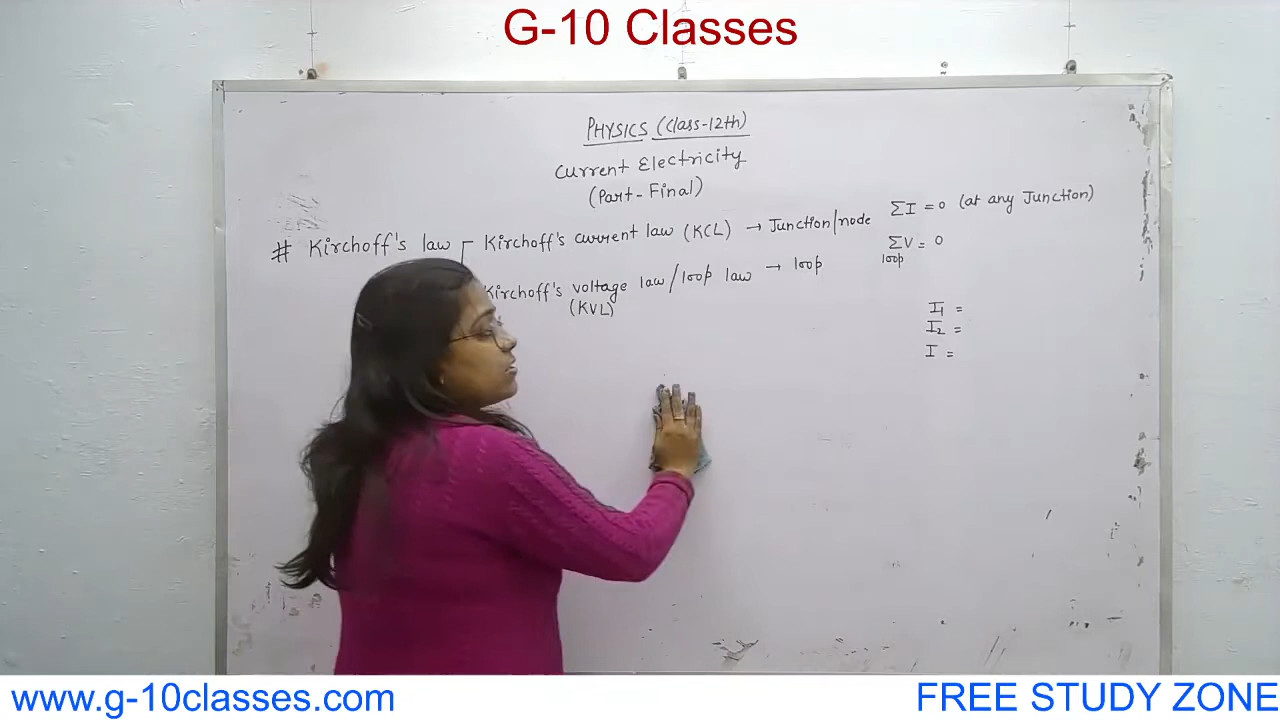 G-10 Classes
PHYSICS (Class-12th)
Current Electricity
(Part-Final)
# Kirchoff's law
Kirchoff's current law (KCL) → Junction/node
ΣI = 0 (at any Junction)
Kirchoff's voltage law/loop law → loop
(KVL)
ΣV = 0
loop
I₁ =
I₂ =
I =
www.g-10classes.com
FREE STUDY ZONE